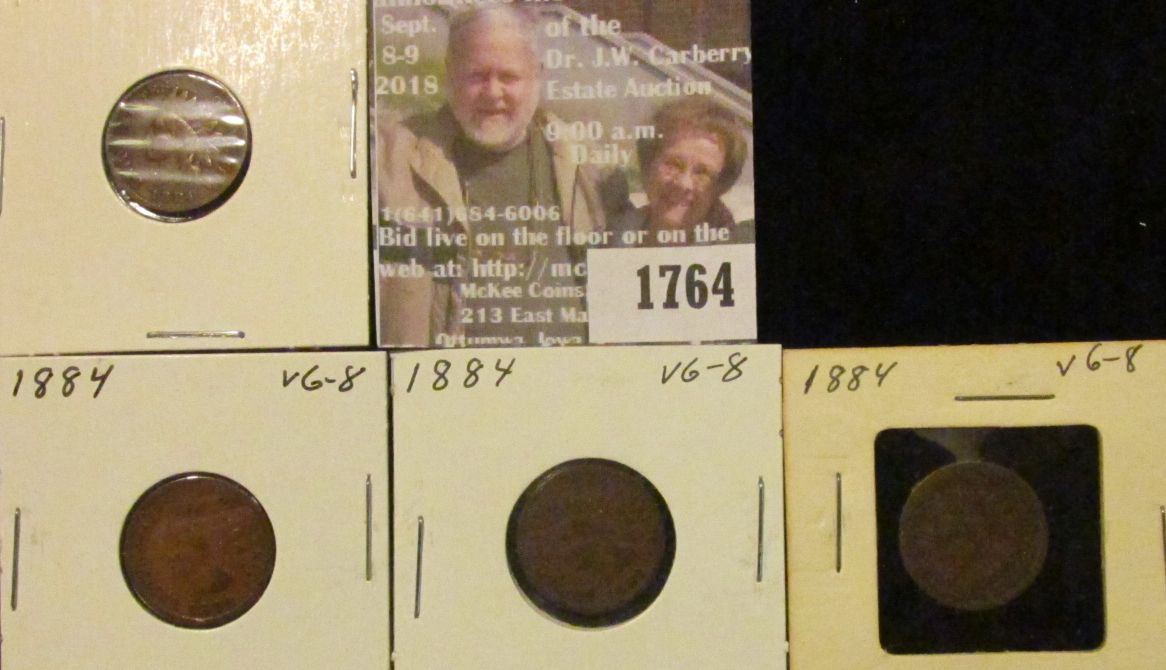 Sept. of the
8-9 Dr. J.W. Carberry
2018 Estate Auction
9:00 a.m.
Daily
1(641)684-6006
Bid live on the floor or on the
web at: http://mc
McKee Coins
213 East Ma
Ottumwa, Iowa
1764
1884 VG-8
1884 VG-8
1884 VG-8